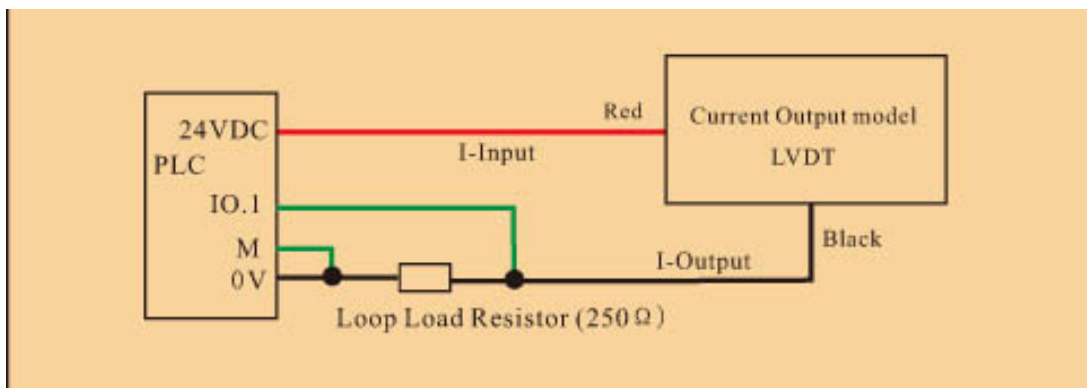 24VDC
PLC
IO.1
M
0V
Red
I-Input
Current Output model
LVDT
Black
I-Output
Loop Load Resistor (250Ω)